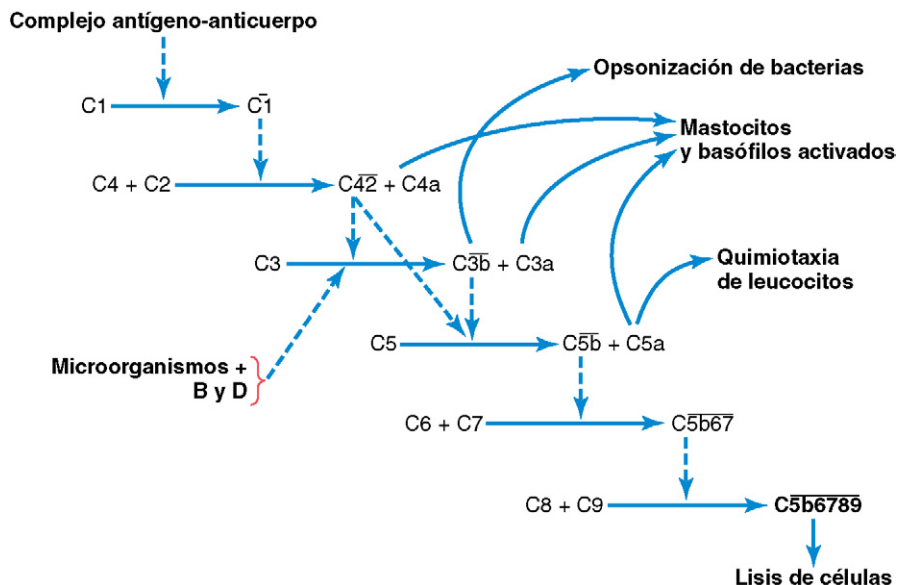 Complejo antígeno-anticuerpo
Opsonización de bacterias
C1 C1̅
Mastocitos
y basófilos activados
C4 + C2 C4̅2̅ + C4a
C3 C3̅b̅ + C3a
Quimiotaxia
de leucocitos
C5 C5̅b̅ + C5a
Microorganismos +
B y D
C6 + C7 C5̅b̅6̅7̅
C8 + C9 C5̅b̅6̅7̅8̅9̅
Lisis de células